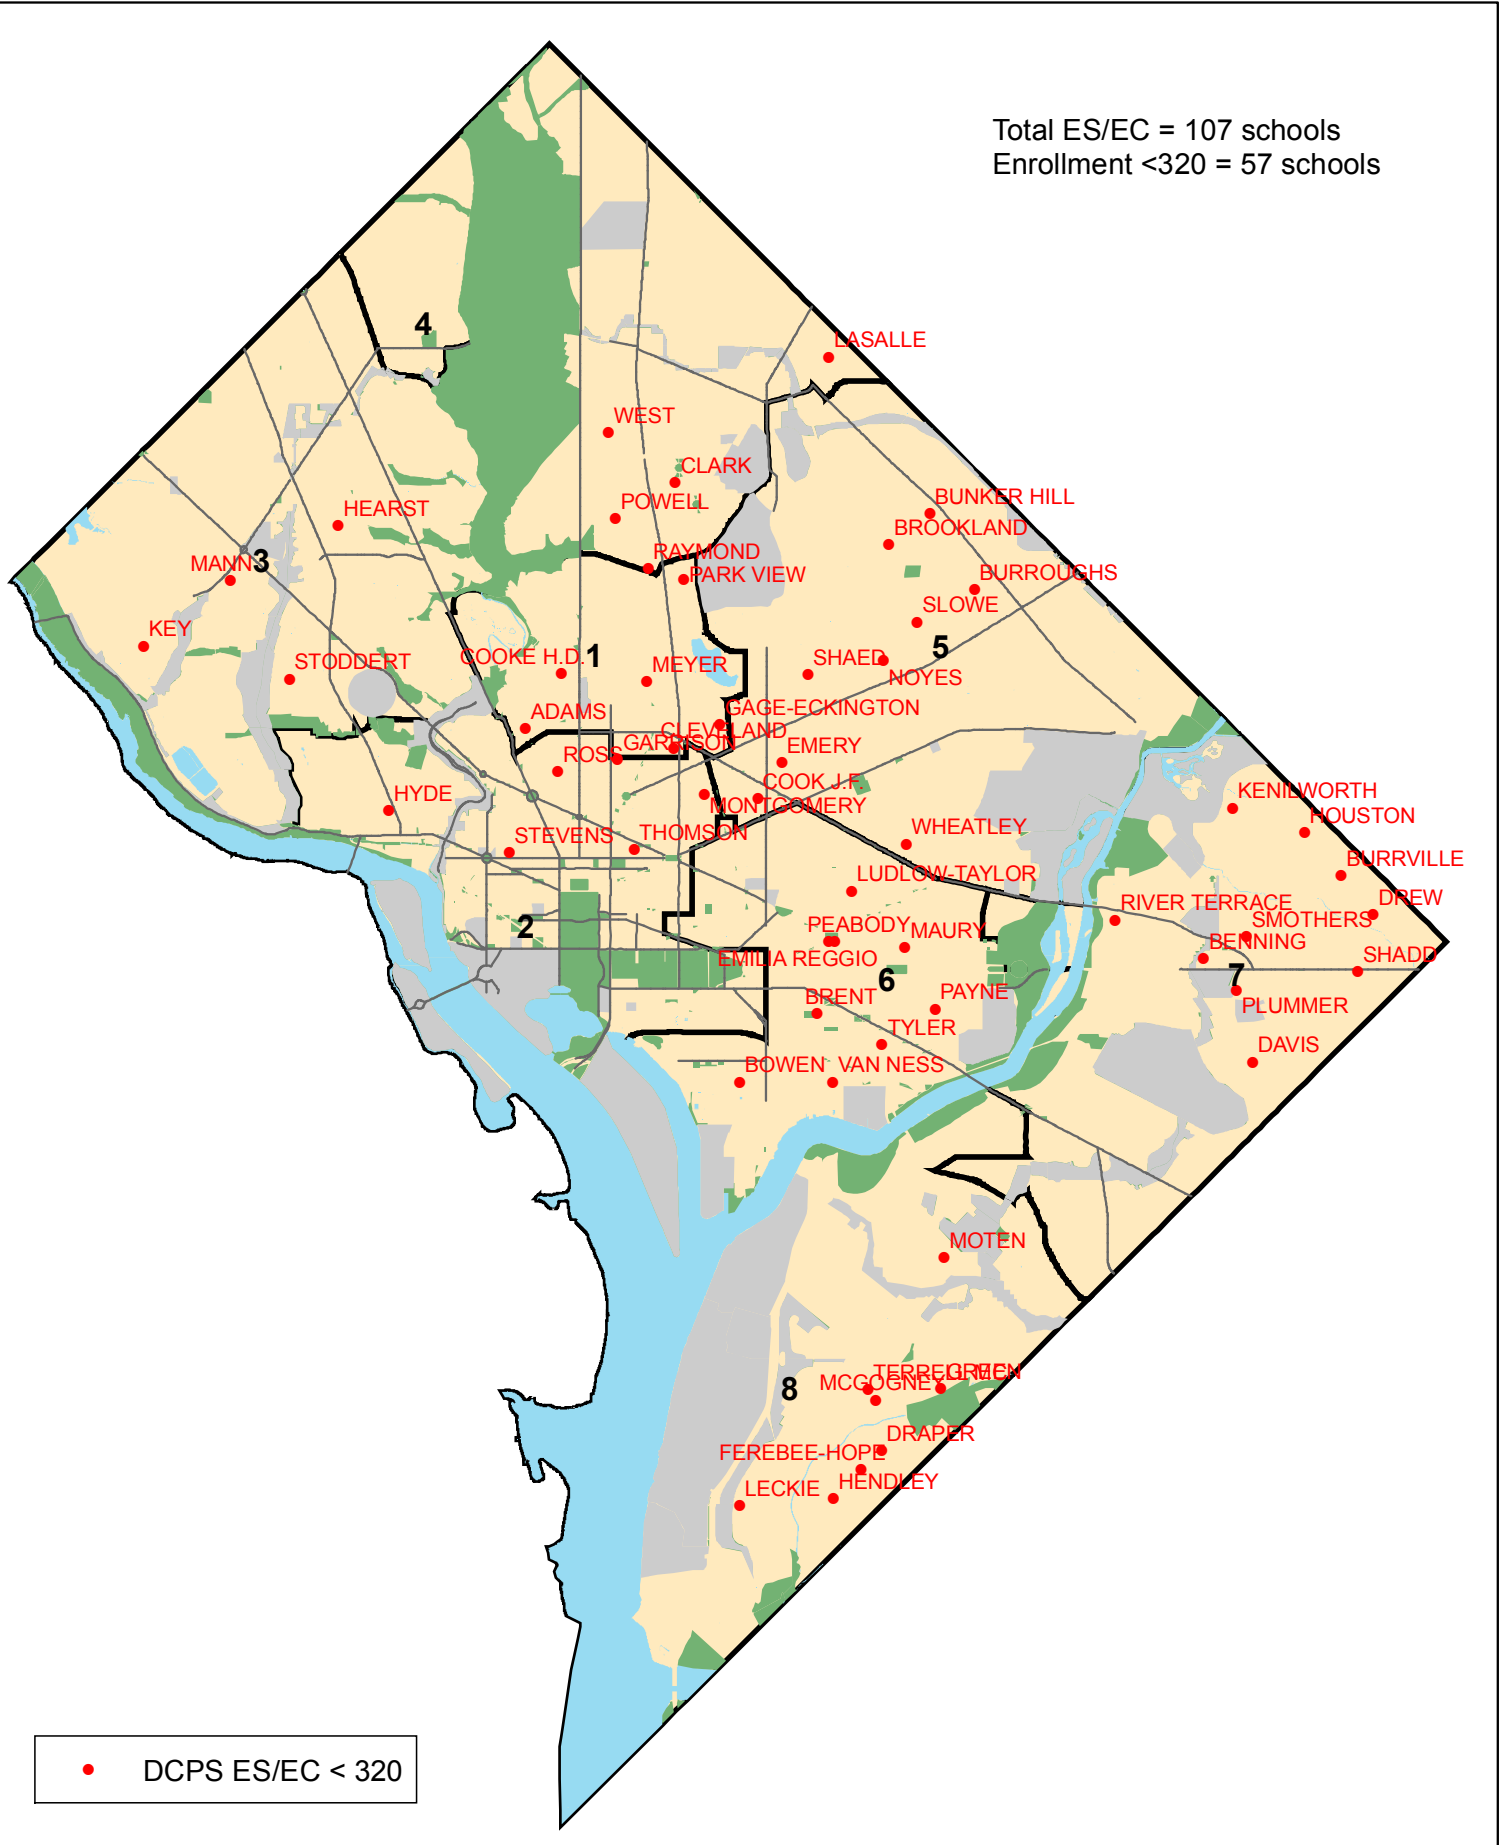 Total ES/EC = 107 schools
Enrollment <320 = 57 schools
4
LASALLE
WEST
CLARK
POWELL
BUNKER HILL
HEARST
BROOKLAND
RAYMOND
MANN
3
PARK VIEW
BURROUGHS
SLOWE
KEY
5
STODDERT
COOKE H.D.
1
MEYER
SHAED
NOYES
ADAMS
GAGE-ECKINGTON
CLEVELAND
GARRISON
ROSS
EMERY
HYDE
COOK J.F.
MONTGOMERY
KENILWORTH
HOUSTON
STEVENS
THOMSON
WHEATLEY
BURRVILLE
LUDLOW-TAYLOR
DREW
RIVER TERRACE
2
PEABODY
MAURY
SMOTHERS
BENNING
EMILIA REGGIO
SHADD
6
7
BRENT
PAYNE
PLUMMER
TYLER
DAVIS
BOWEN
VAN NESS
MOTEN
TERRELL MC
GREEN
MCGOGNEY
8
DRAPER
FEREBEE-HOPE
HENDLEY
LECKIE
DCPS ES/EC < 320